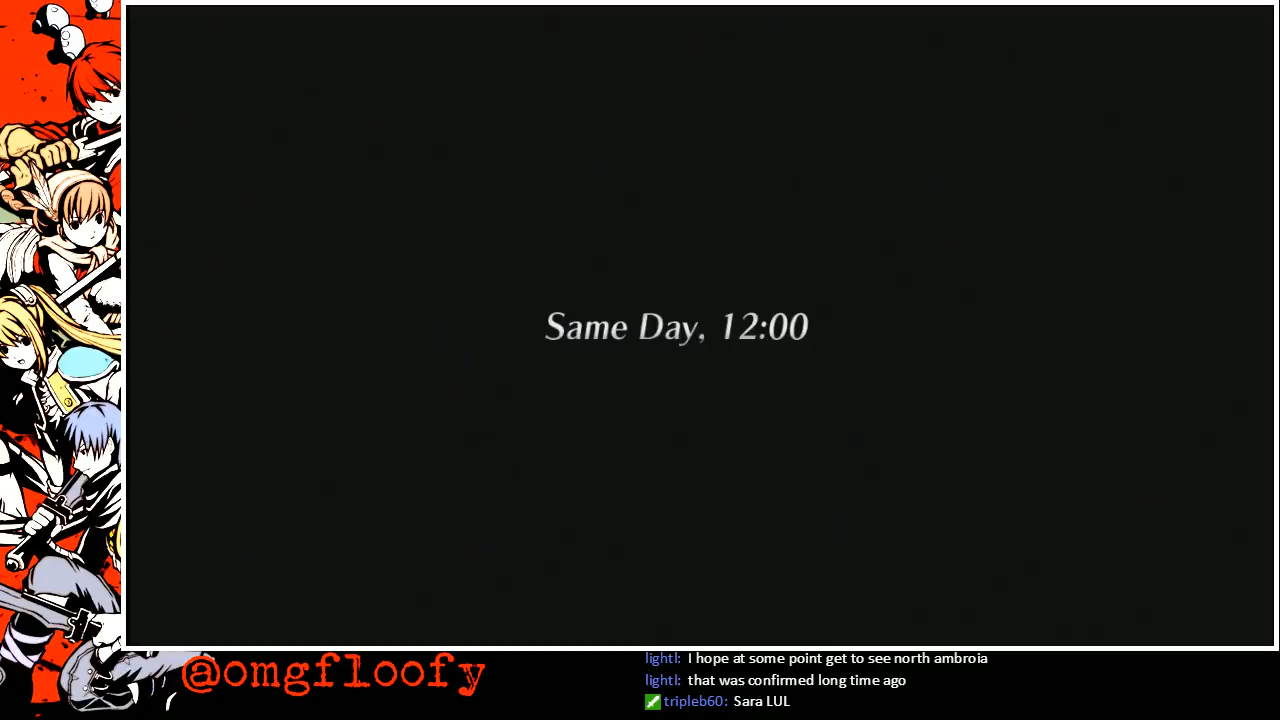 Same Day, 12:00
@omgfloofy
lightl: I hope at some point get to see north ambroia
lightl: that was confirmed long time ago
tripleb60: Sara LUL